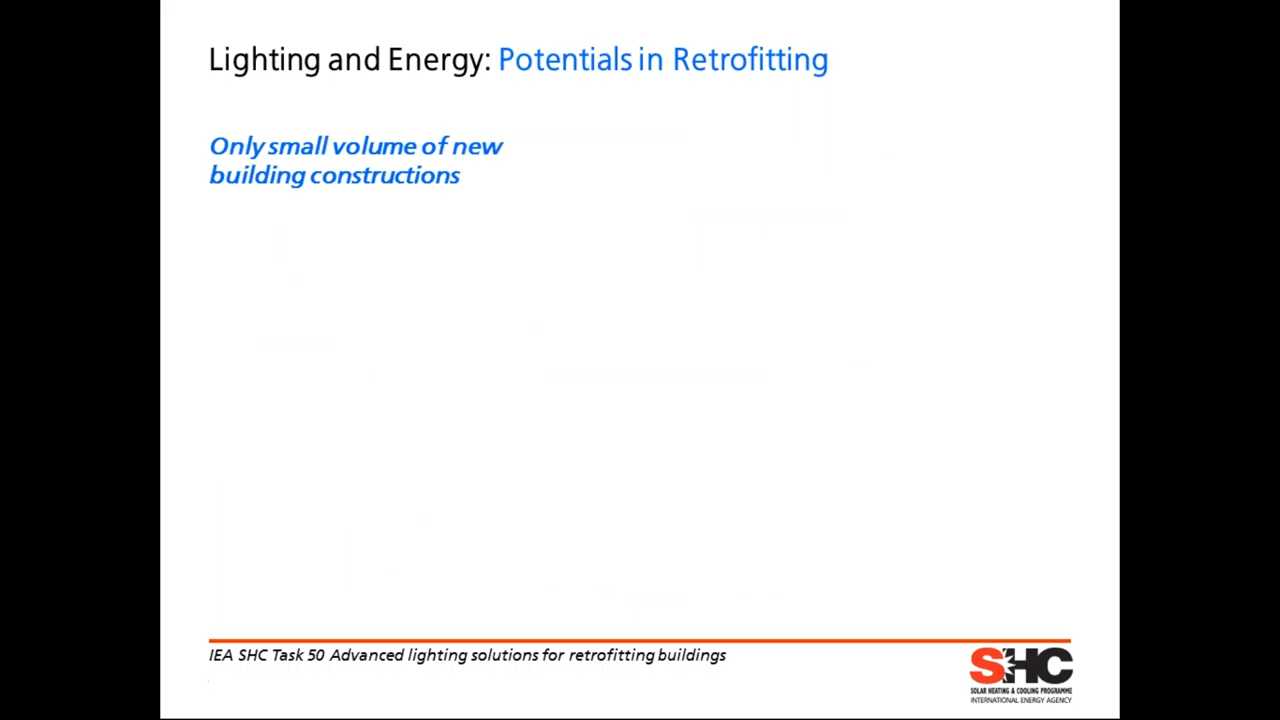 Lighting and Energy: Potentials in Retrofitting
Only small volume of new
building constructions
IEA SHC Task 50 Advanced lighting solutions for retrofitting buildings
SHC
SOLAR HEATING & COOLING PROGRAMME
INTERNATIONAL ENERGY AGENCY